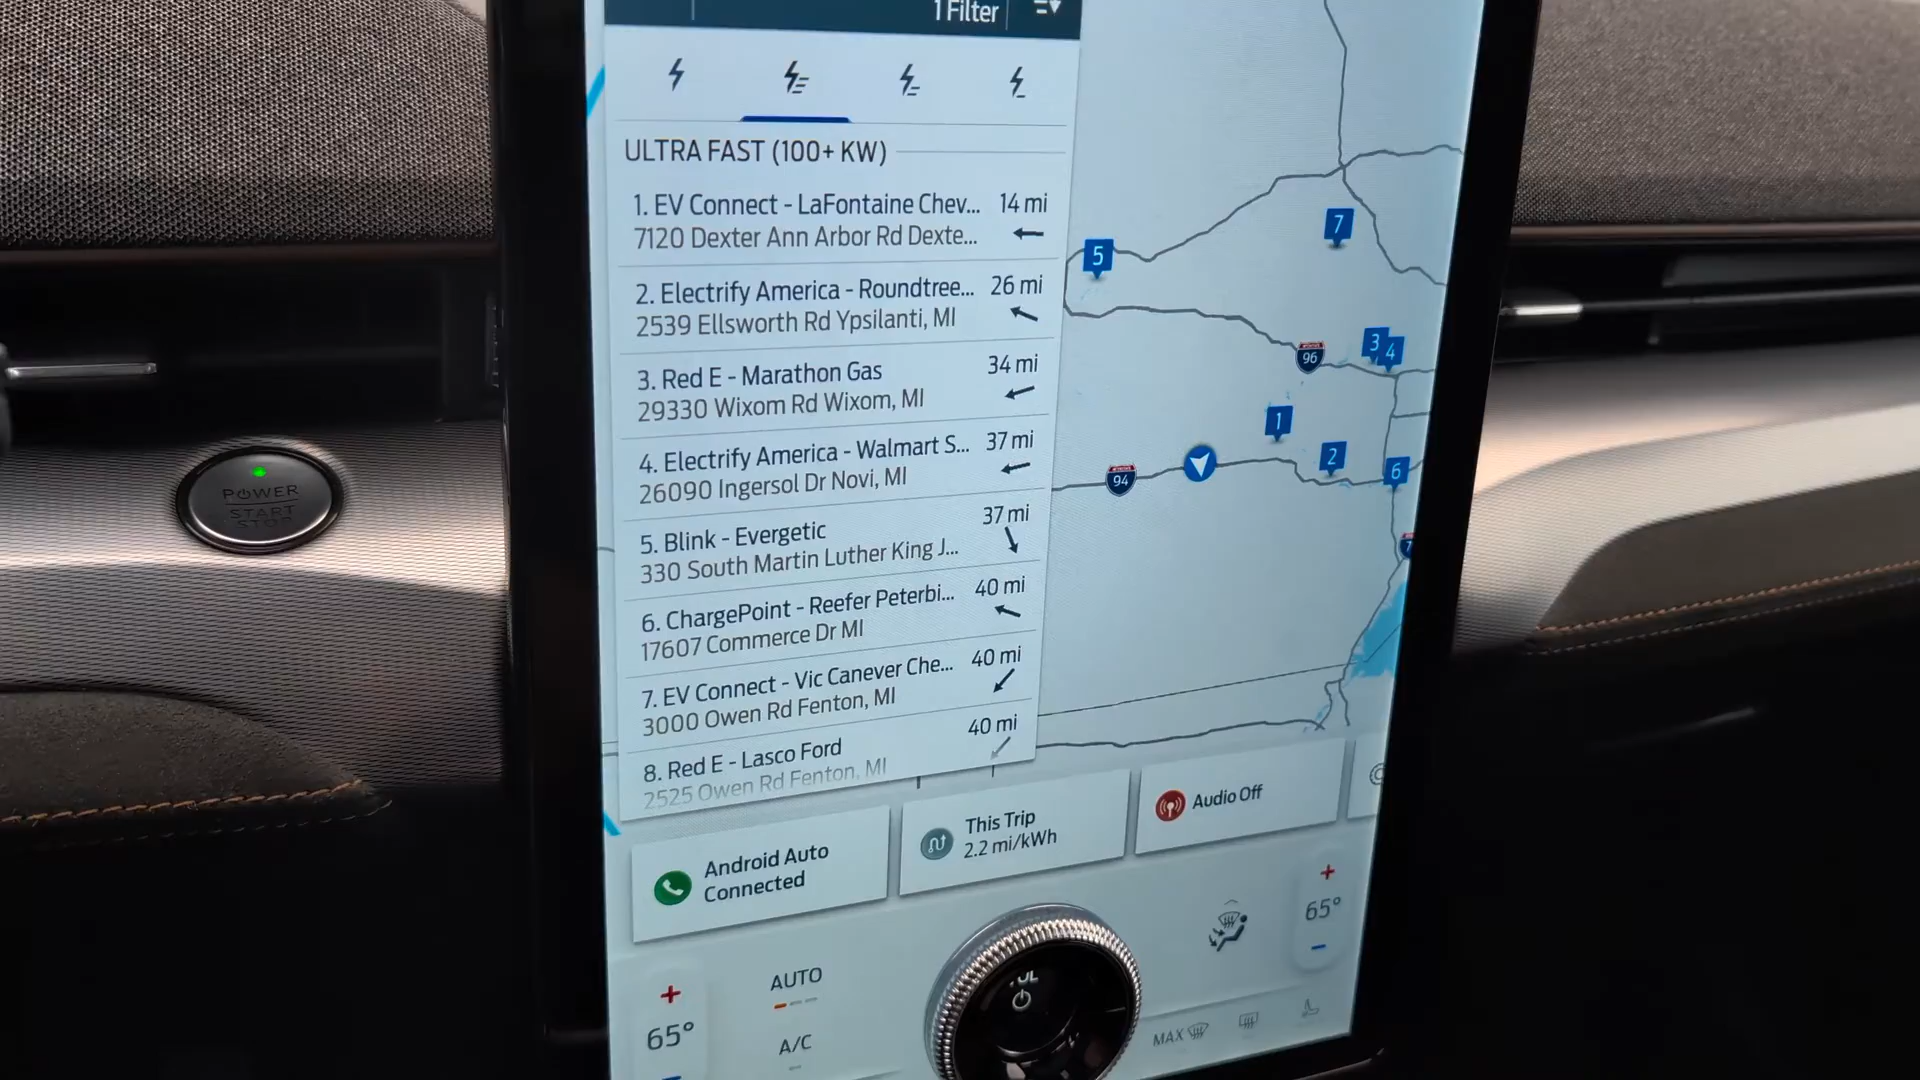 1 Filter
ULTRA FAST (100+ KW)
1. EV Connect - LaFontaine Chev... 14 mi
7120 Dexter Ann Arbor Rd Dexte...
2. Electrify America - Roundtree... 26 mi
2539 Ellsworth Rd Ypsilanti, MI
3. Red E - Marathon Gas 34 mi
29330 Wixom Rd Wixom, MI
4. Electrify America - Walmart S... 37 mi
26090 Ingersol Dr Novi, MI
5. Blink - Evergetic 37 mi
330 South Martin Luther King J...
6. ChargePoint - Reefer Peterbi... 40 mi
17607 Commerce Dr MI
7. EV Connect - Vic Canever Che... 40 mi
3000 Owen Rd Fenton, MI
8. Red E - Lasco Ford 40 mi
2525 Owen Rd Fenton, MI
7
5
96
3
4
1
2
6
94
POWER
START
STOP
Android Auto
Connected
This Trip
2.2 mi/kWh
Audio Off
+
65°
-
+
65°
AUTO
A/C
MAX